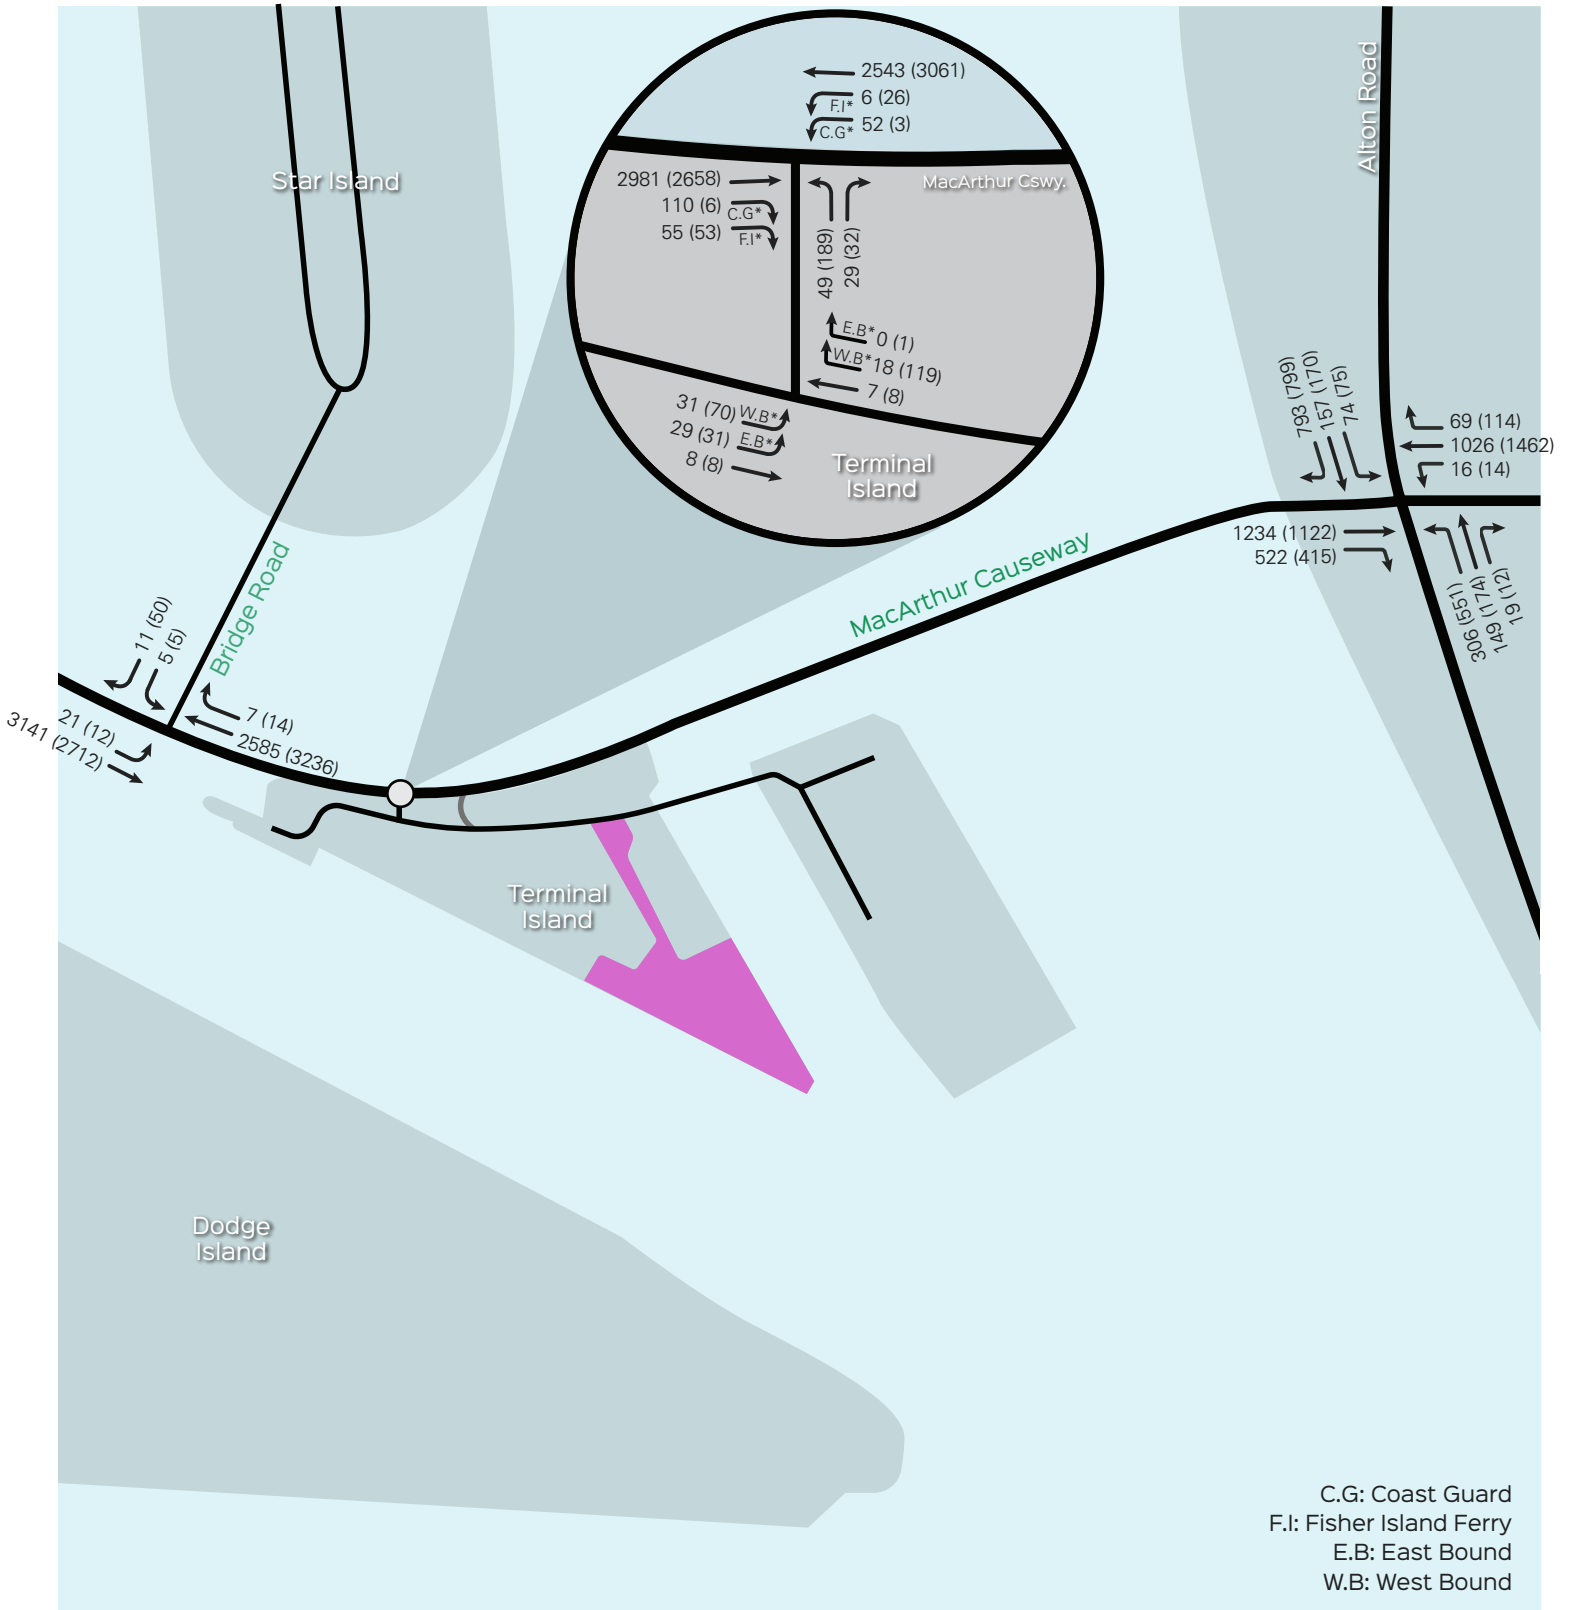 2543 (3061)
F.I* 6 (26)
C.G* 52 (3)
2981 (2658)
110 (6) C.G*
55 (53) F.I*
MacArthur Cswy.
49 (189)
29 (32)
E.B* 0 (1)
W.B* 18 (119)
7 (8)
31 (70) W.B*
29 (31) E.B*
8 (8)
Terminal
Island
Star Island
Alton Road
793 (799)
157 (170)
74 (75)
69 (114)
1026 (1462)
16 (14)
1234 (1122)
522 (415)
306 (551)
149 (174)
19 (12)
MacArthur Causeway
Bridge Road
11 (50)
5 (5)
21 (12)
3141 (2712)
7 (14)
2585 (3236)
Terminal
Island
Dodge
Island
C.G: Coast Guard
F.I: Fisher Island Ferry
E.B: East Bound
W.B: West Bound